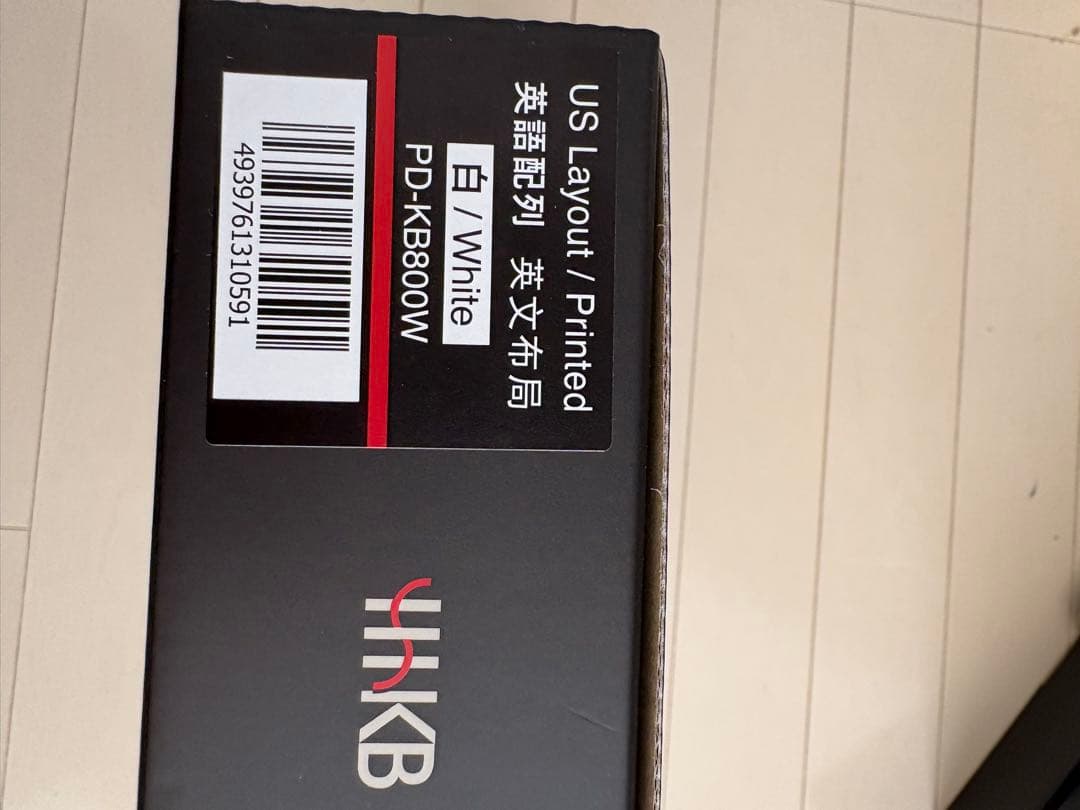 US Layout / Printed
英語配列 英文布局
白 / White
PD-KB800W
4939761310591
HHKB